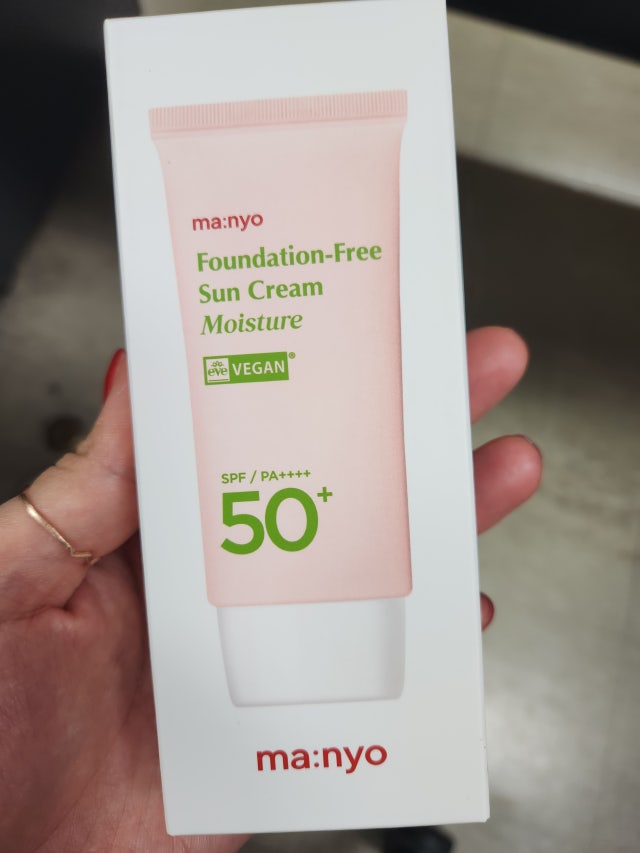 ma:nyo
Foundation-Free
Sun Cream
Moisture
eve VEGAN®
SPF / PA++++
50+
ma:nyo